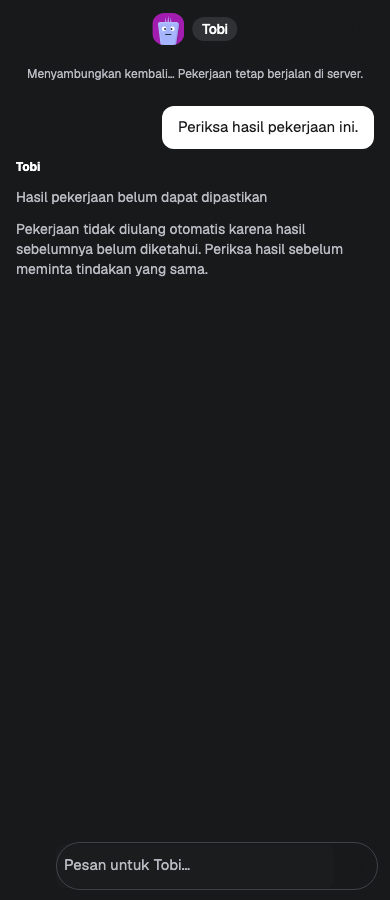 Tobi
Menyambungkan kembali... Pekerjaan tetap berjalan di server.
Periksa hasil pekerjaan ini.
Tobi
Hasil pekerjaan belum dapat dipastikan
Pekerjaan tidak diulang otomatis karena hasil
sebelumnya belum diketahui. Periksa hasil sebelum
meminta tindakan yang sama.
Pesan untuk Tobi...